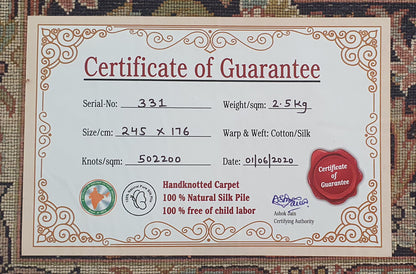 Certificate of Guarantee
Serial-No: 331 Weight/sqm: 2.5 Kg
Size/cm: 245 x 176 Warp & Weft: Cotton/Silk
Knots/sqm: 502200 Date: 01/06/2020
Handknotted Carpet
100 % Natural Silk Pile
100 % free of child labor
Certificate
of
Guarantee
Ashok Jain
Certifying Authority